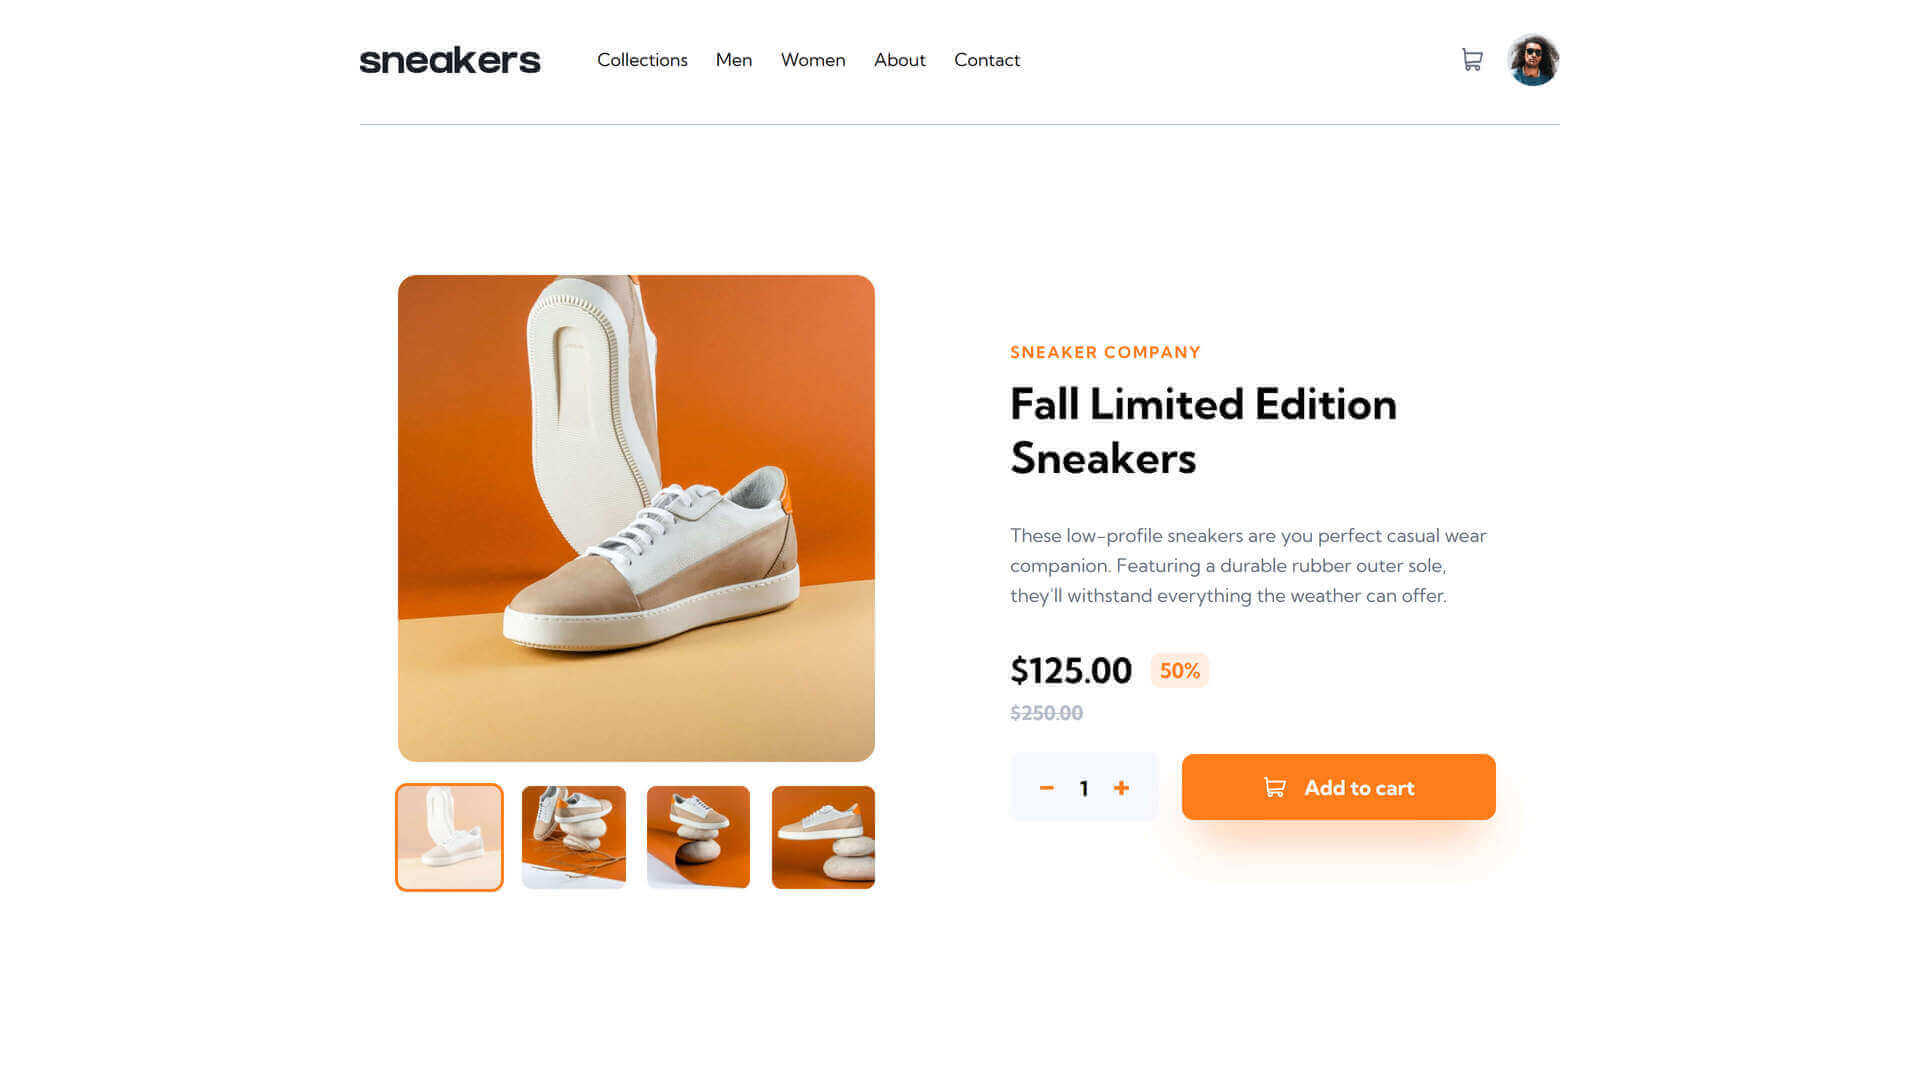 sneakers
Collections Men Women About Contact
SNEAKER COMPANY
Fall Limited Edition
Sneakers
These low-profile sneakers are you perfect casual wear
companion. Featuring a durable rubber outer sole,
they'll withstand everything the weather can offer.
$125.00 50%
$250.00
1
Add to cart